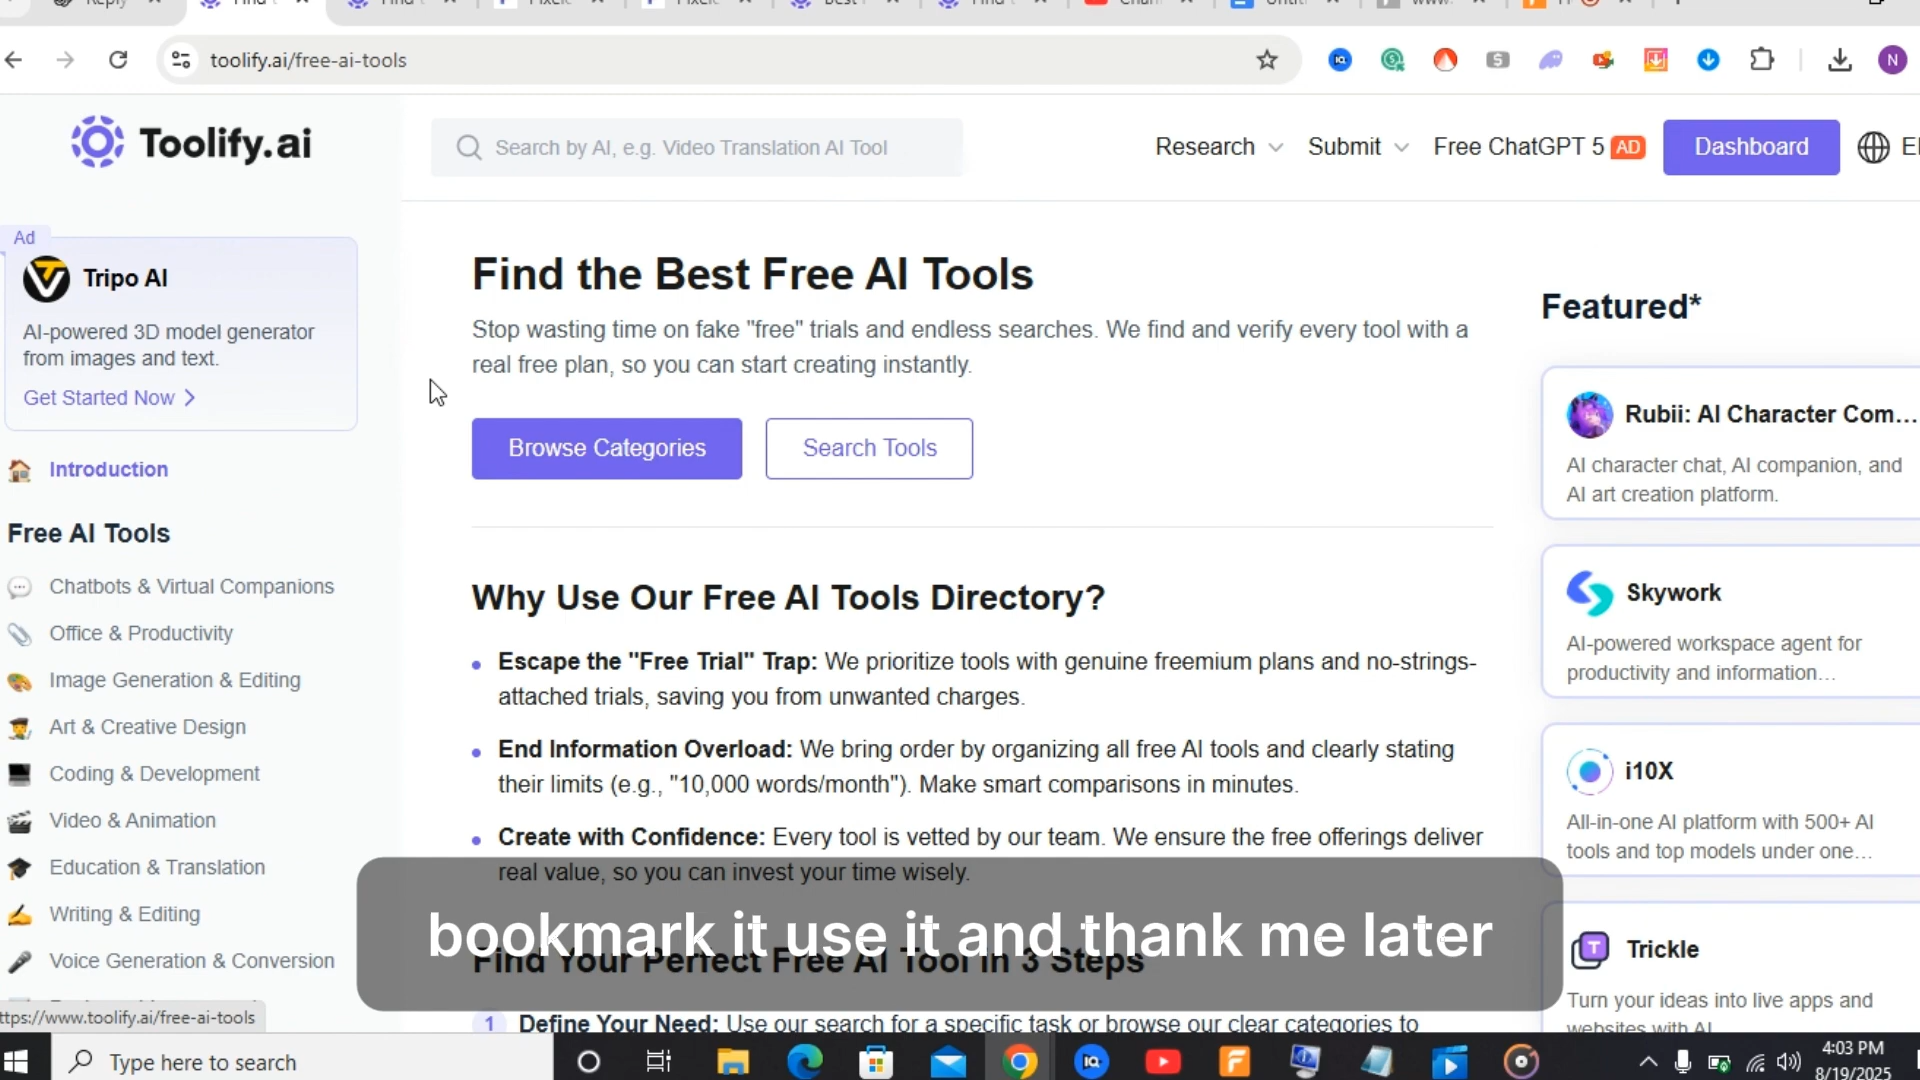 Reply
toolify.ai/free-ai-tools
N
Toolify.ai
Search by AI, e.g. Video Translation AI Tool
Research
Submit
Free ChatGPT 5 AD
Dashboard
Ad
Tripo AI
AI-powered 3D model generator
from images and text.
Get Started Now
Introduction
Free AI Tools
Chatbots & Virtual Companions
Office & Productivity
Image Generation & Editing
Art & Creative Design
Coding & Development
Video & Animation
Education & Translation
Writing & Editing
Voice Generation & Conversion
ttps://www.toolify.ai/free-ai-tools
Find the Best Free AI Tools
Stop wasting time on fake "free" trials and endless searches. We find and verify every tool with a
real free plan, so you can start creating instantly.
Browse Categories
Search Tools
Why Use Our Free AI Tools Directory?
Escape the "Free Trial" Trap: We prioritize tools with genuine freemium plans and no-strings-
attached trials, saving you from unwanted charges.
End Information Overload: We bring order by organizing all free AI tools and clearly stating
their limits (e.g., "10,000 words/month"). Make smart comparisons in minutes.
Create with Confidence: Every tool is vetted by our team. We ensure the free offerings deliver
real value, so you can invest your time wisely.
bookmark it use it and thank me later
Find Your Perfect Free AI Tool in 3 Steps
1 Define Your Need: Use our search for a specific task or browse our clear categories to
Featured*
Rubii: AI Character Com...
AI character chat, AI companion, and
AI art creation platform.
Skywork
AI-powered workspace agent for
productivity and information...
i10X
All-in-one AI platform with 500+ AI
tools and top models under one...
Trickle
Turn your ideas into live apps and
websites with AI
Type here to search
4:03 PM
8/19/2025